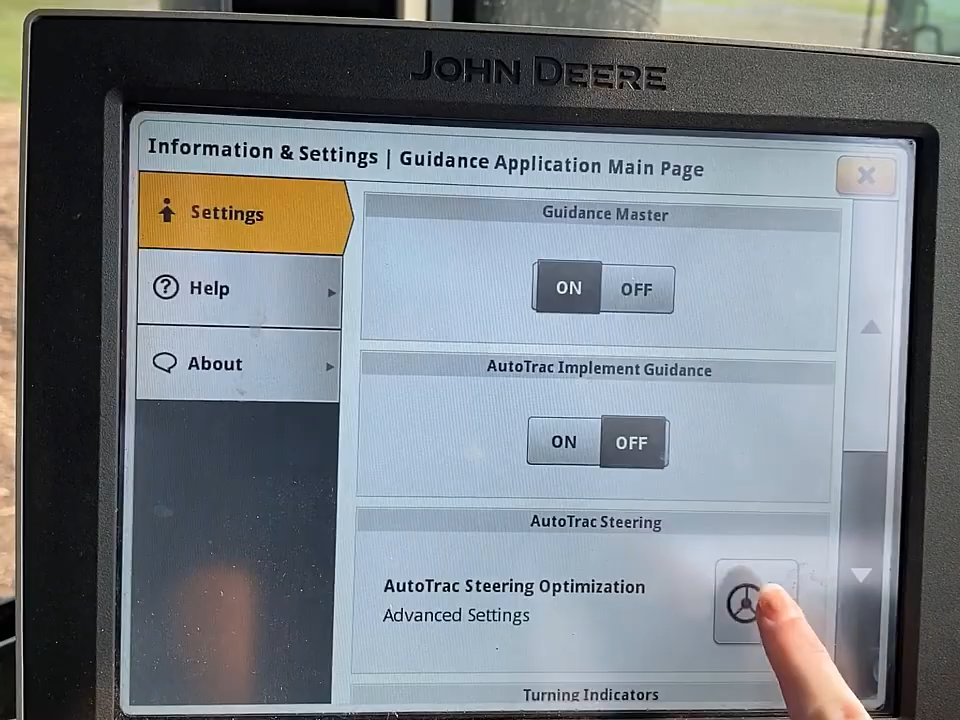 JOHN DEERE
Information & Settings | Guidance Application Main Page
Settings
Help
About
Guidance Master
ON OFF
AutoTrac Implement Guidance
ON OFF
AutoTrac Steering
AutoTrac Steering Optimization
Advanced Settings
Turning Indicators